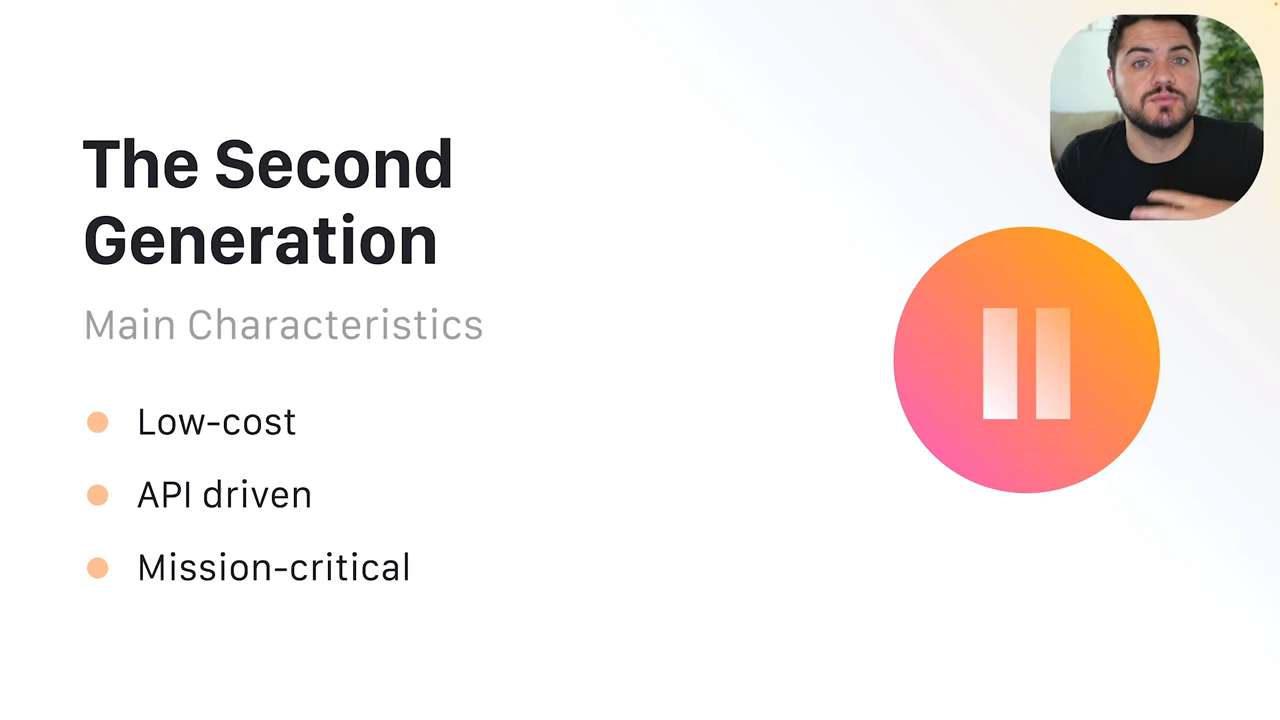 The Second
Generation
Main Characteristics
Low-cost
API driven
Mission-critical